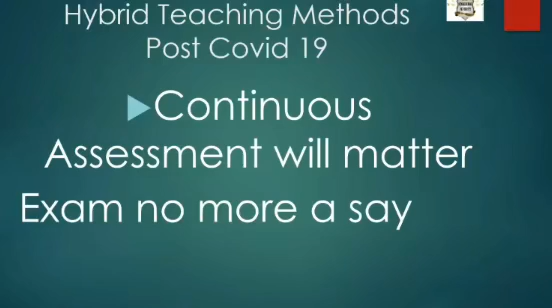 Hybrid Teaching Methods
Post Covid 19
Continuous
Assessment will matter
Exam no more a say